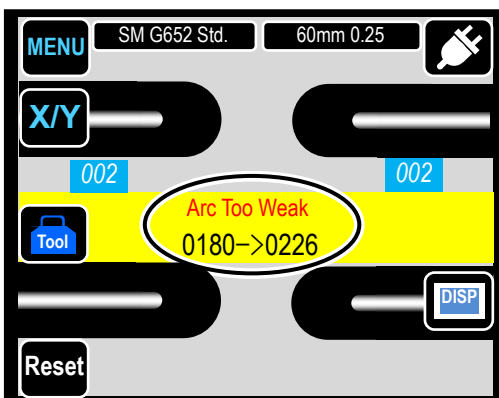 MENU
SM G652 Std.
60mm 0.25
X/Y
002
002
Arc Too Weak
0180->0226
Tool
DISP
Reset